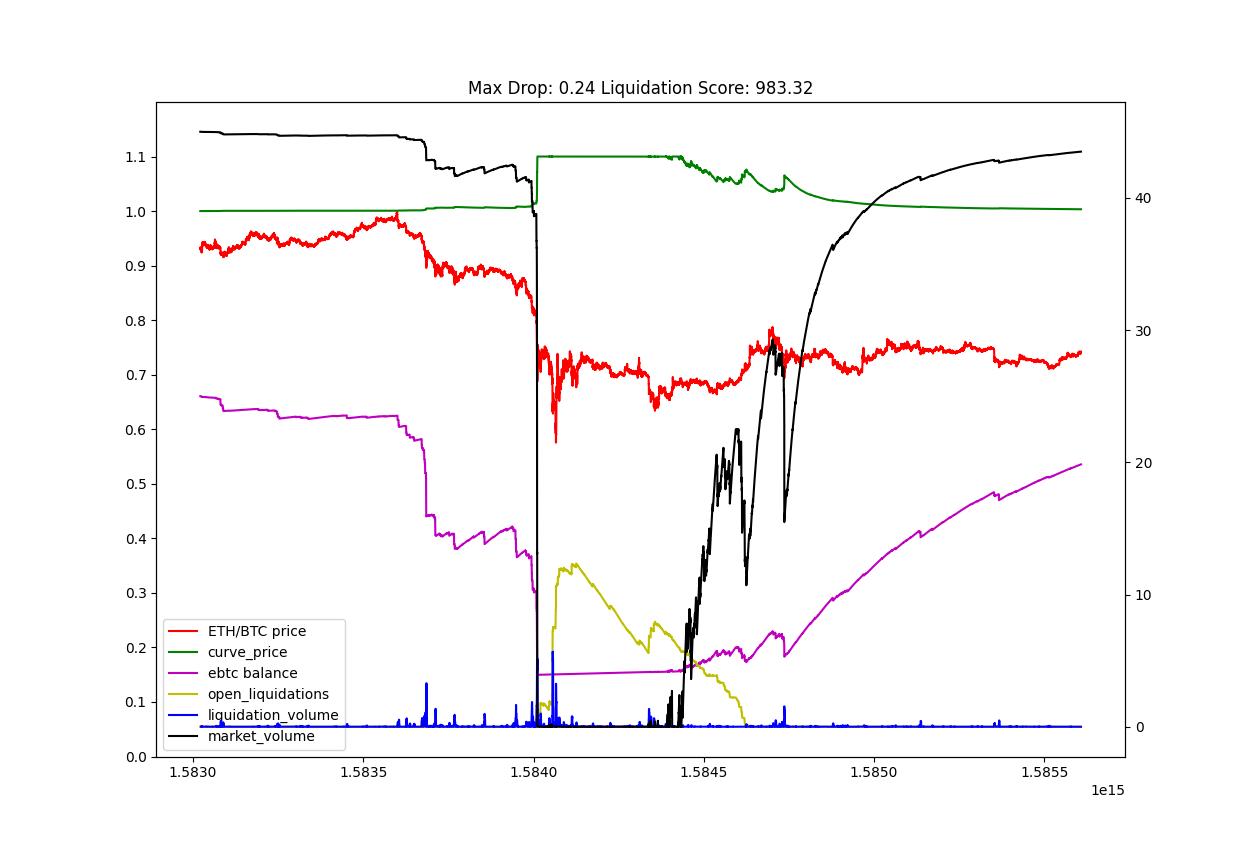 Max Drop: 0.24 Liquidation Score: 983.32
1.1
1.0
0.9
0.8
0.7
0.6
0.5
0.4
0.3
0.2
0.1
0.0
40
30
20
10
0
ETH/BTC price
curve_price
ebtc balance
open_liquidations
liquidation_volume
market_volume
1.5830 1.5835 1.5840 1.5845 1.5850 1.5855
1e15